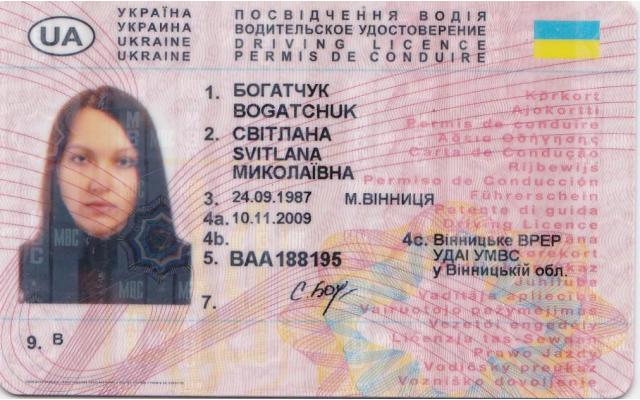 UA
УКРАЇНА
УКРАИНА
UKRAINE
UKRAINE
ПОСВІДЧЕННЯ ВОДІЯ
ВОДИТЕЛЬСКОЕ УДОСТОВЕРЕНИЕ
DRIVING LICENCE
PERMIS DE CONDUIRE
1. БОГАТЧУК
BOGATCHUK
2. СВІТЛАНА
SVITLANA
МИКОЛАЇВНА
3. 24.09.1987 М.ВІННИЦЯ
4a. 10.11.2009
4b.
4c. Вінницьке ВРЕР
УДАІ УМВС
у Вінницькій обл.
5. BAA188195
7.
9. B
МВС
Körkort
Ajokortti
Permis de conduire
Άδεια Οδήγησης
Carta de Condução
Rijbewijs
Permiso de Conducción
Führerschein
Patente di guida
Driving Licence
Juhiluba
Vadītāja apliecība
Vairuotojo pažymėjimas
Vezetői engedély
Liċenzja tas-Sewqan
Prawo Jazdy
Vodičský preukaz
Vozniško dovoljenje